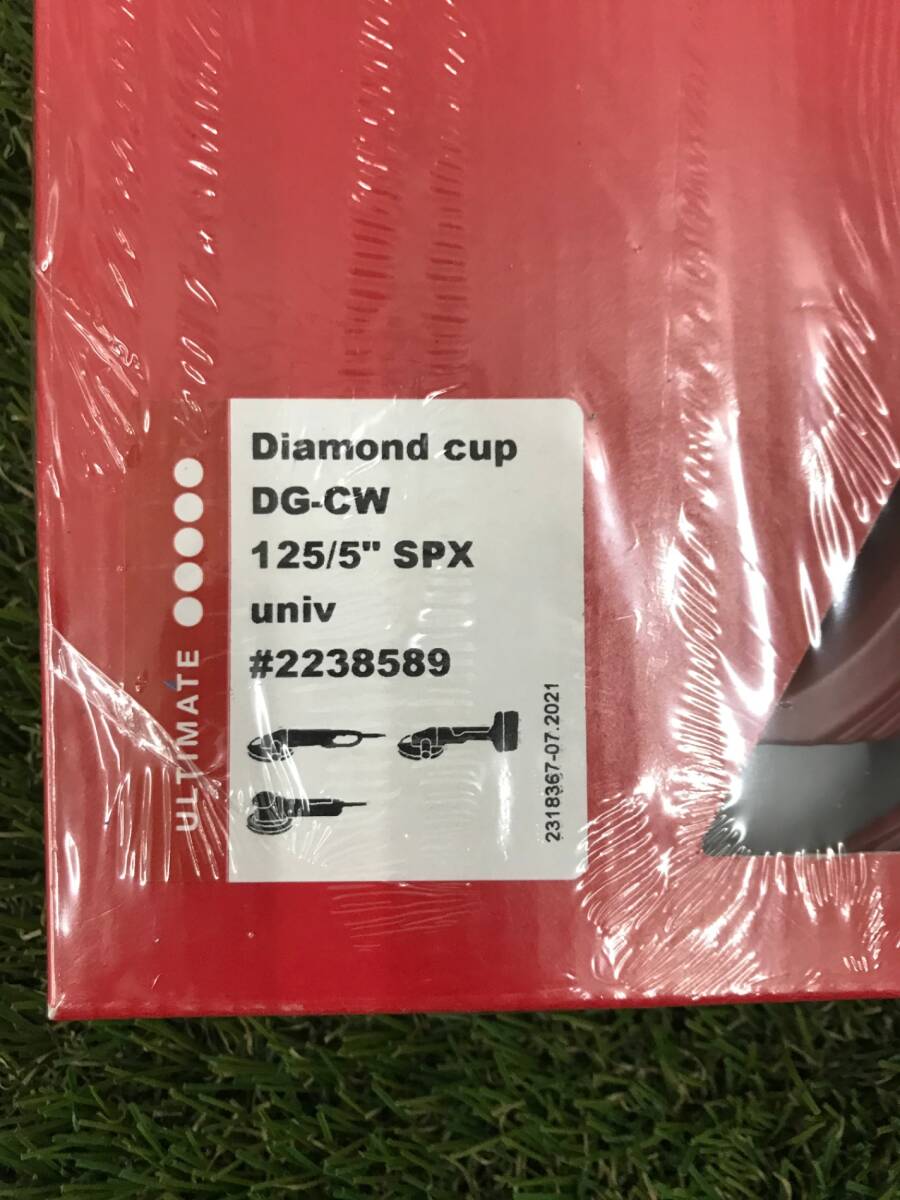 Diamond cup
DG-CW
125/5" SPX
univ
#2238589
2318367-07.2021
ULTIMATE